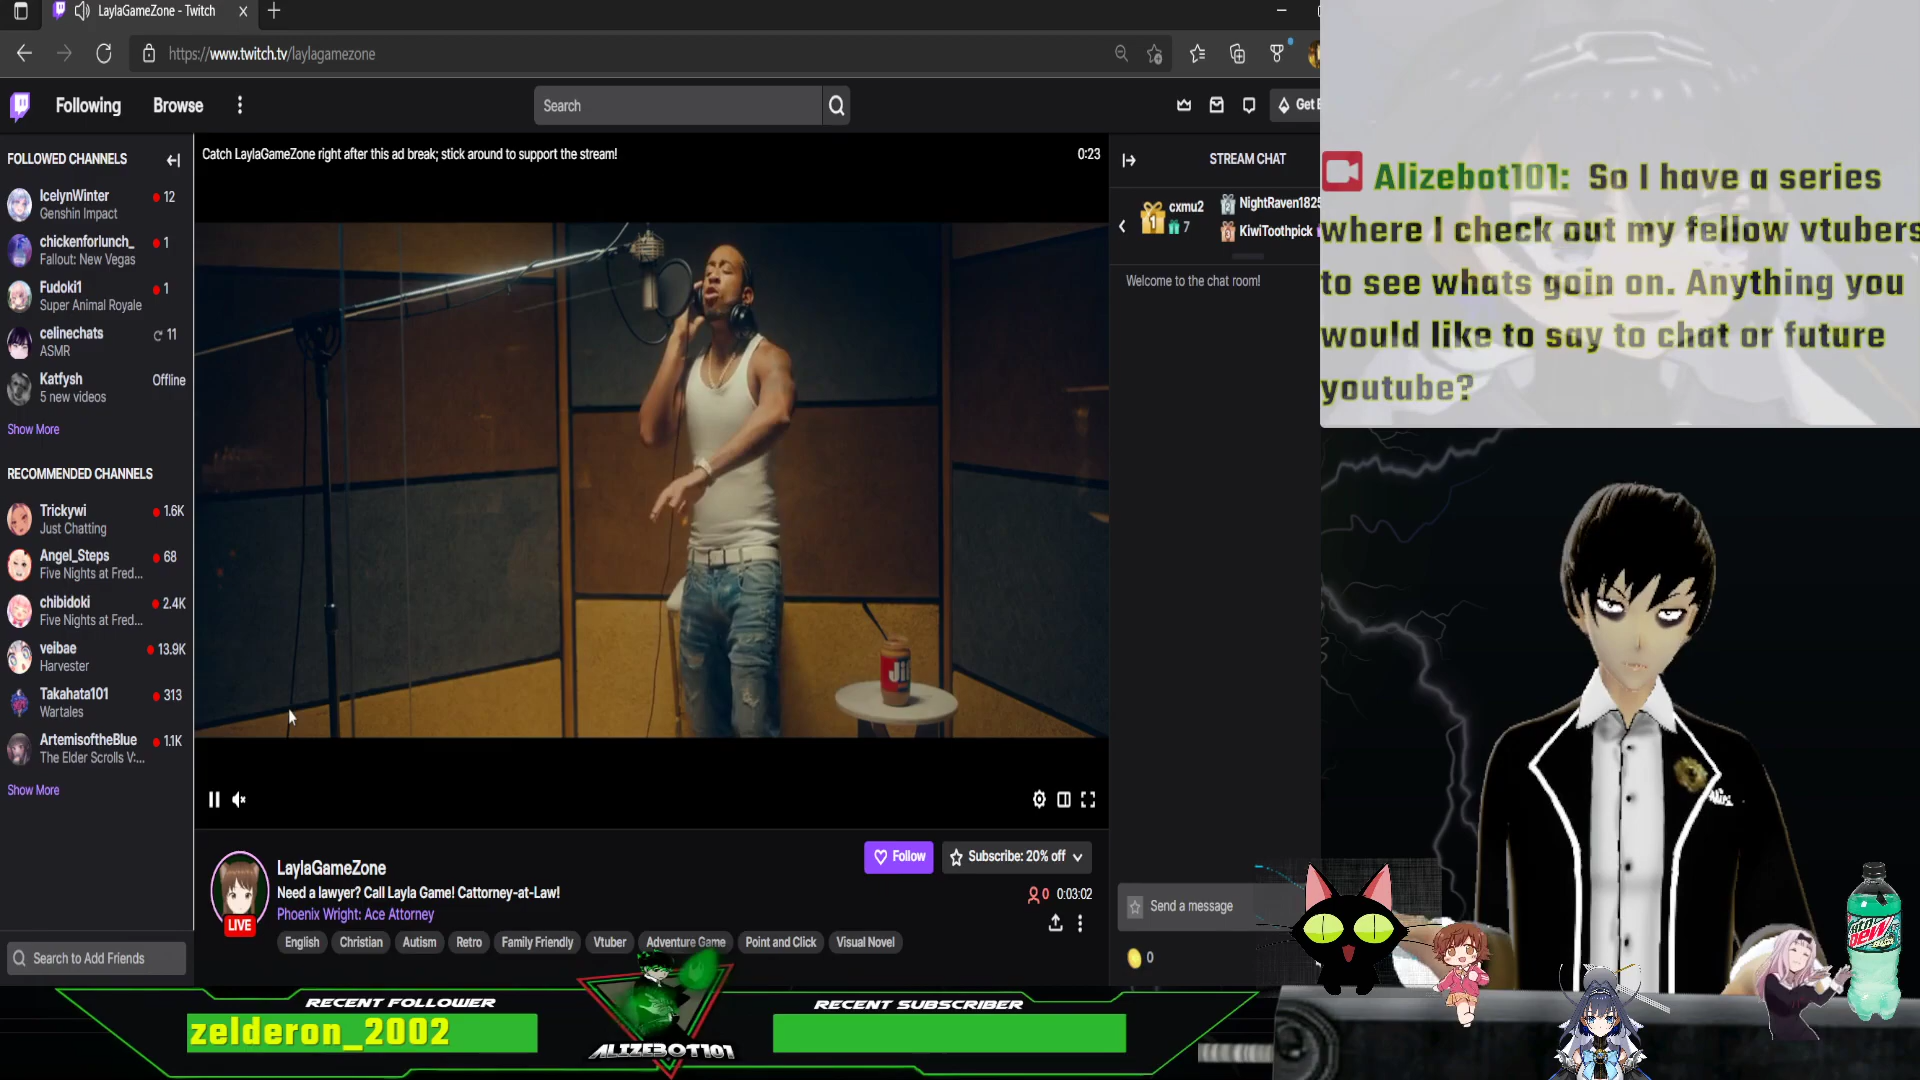 LaylaGameZone - Twitch
https://www.twitch.tv/laylagamezone
Following
Browse
Search
Get
FOLLOWED CHANNELS
IcelynWinter
12
Genshin Impact
chickenforlunch_
1
Fallout: New Vegas
Fudoki1
1
Super Animal Royale
celinechats
11
ASMR
Katfysh
Offline
5 new videos
Show More
RECOMMENDED CHANNELS
Trickywi
1.6K
Just Chatting
Angel_Steps
68
Five Nights at Fred...
chibidoki
2.4K
Five Nights at Fred...
veibae
13.9K
Harvester
Takahata101
313
Wartales
ArtemisoftheBlue
1.1K
The Elder Scrolls V:...
Show More
Search to Add Friends
Catch LaylaGameZone right after this ad break; stick around to support the stream!
0:23
Jif
LIVE
LaylaGameZone
Need a lawyer? Call Layla Game! Cattorney-at-Law!
Phoenix Wright: Ace Attorney
English
Christian
Autism
Retro
Family Friendly
Vtuber
Adventure Game
Point and Click
Visual Novel
Follow
Subscribe: 20% off
0
0:03:02
STREAM CHAT
1
cxmu2
7
2
NightRaven1825
3
KiwiToothpick
Welcome to the chat room!
Send a message
0
Alizebot101: So I have a series
where I check out my fellow vtubers
to see whats goin on. Anything you
would like to say to chat or future
youtube?
RECENT FOLLOWER
zelderon_2002
ALIZEBOT101
RECENT SUBSCRIBER
Mtn
DEW